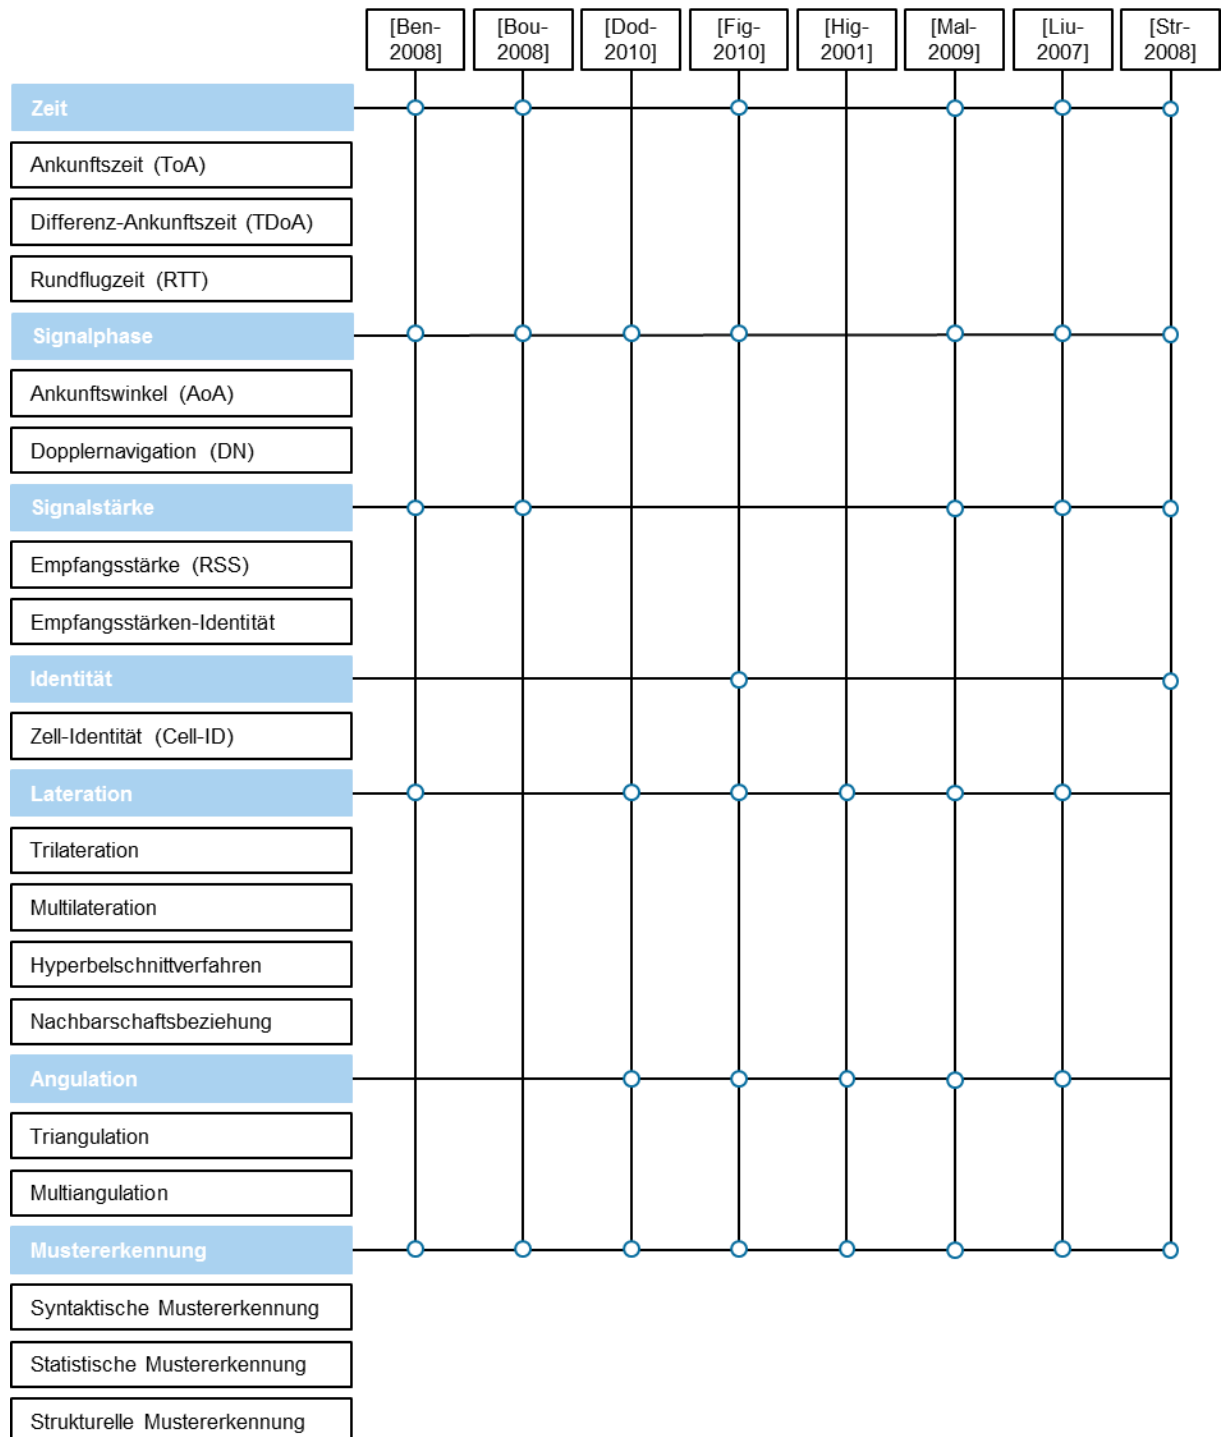 [Ben-
2008]
[Bou-
2008]
[Dod-
2010]
[Fig-
2010]
[Hig-
2001]
[Mal-
2009]
[Liu-
2007]
[Str-
2008]
Zeit
Ankunftszeit (ToA)
Differenz-Ankunftszeit (TDoA)
Rundflugzeit (RTT)
Signalphase
Ankunftswinkel (AoA)
Dopplernavigation (DN)
Signalstärke
Empfangsstärke (RSS)
Empfangsstärken-Identität
Identität
Zell-Identität (Cell-ID)
Lateration
Trilateration
Multilateration
Hyperbelschnittverfahren
Nachbarschaftsbeziehung
Angulation
Triangulation
Multiangulation
Mustererkennung
Syntaktische Mustererkennung
Statistische Mustererkennung
Strukturelle Mustererkennung